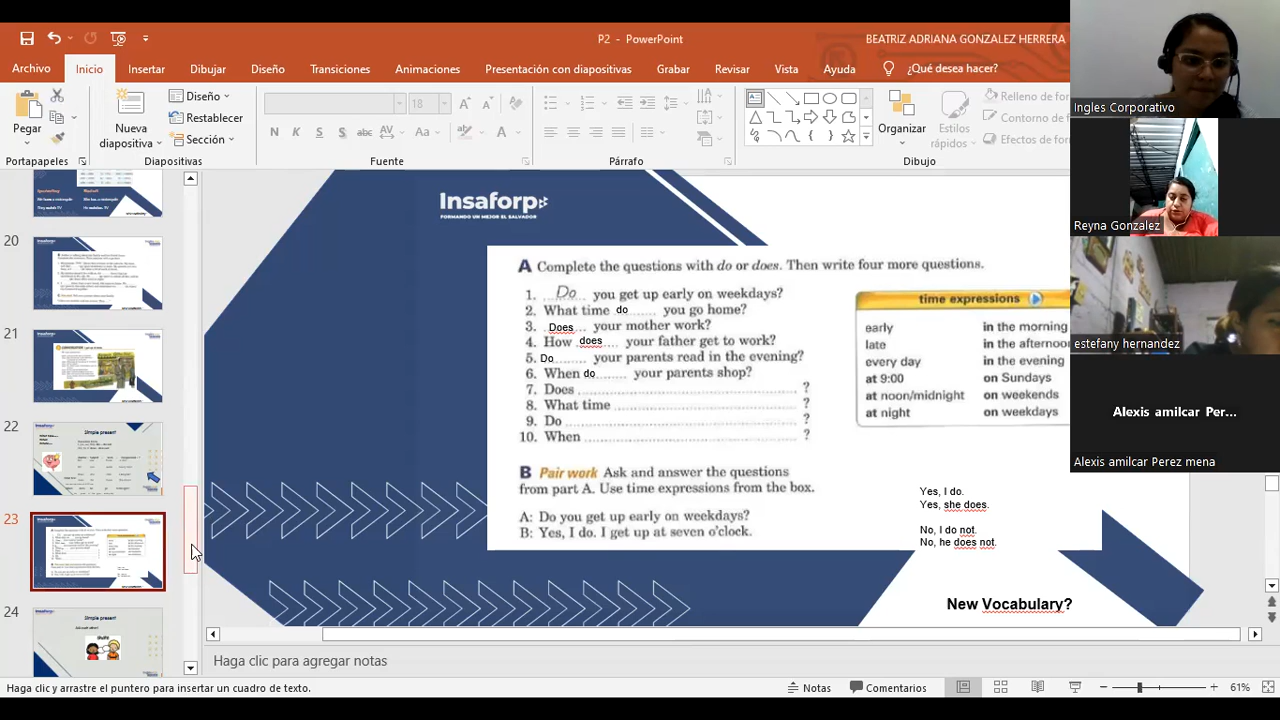 P2 - PowerPoint
BEATRIZ ADRIANA GONZALEZ HERRERA
Archivo Inicio Insertar Dibujar Diseño Transiciones Animaciones Presentación con diapositivas Grabar Revisar Vista Ayuda ¿Qué desea hacer?
Pegar
Nueva diapositiva
Diseño
Restablecer
Sección
18
Organizar
Estilos rápidos
Relleno de fo
Contorno de
Efectos de for
Portapapeles Diapositivas Fuente Párrafo Dibujo
20
21
22
Simple present
23
24
Simple present
Insaforp
FORMANDO UN MEJOR EL SALVADOR
A Complete the questions with do or does. Then write four more questions.
1. Do you get up early on weekdays?
2. What time do you go home?
3. Does your mother work?
4. How does your father get to work?
5. Do your parents read in the evening?
6. When do your parents shop?
7. Does ?
8. What time ?
9. Do ?
10. When ?
time expressions
early in the morning
late in the afternoo
every day in the evening
at 9:00 on Sundays
at noon/midnight on weekends
at night on weekdays
B Pair work Ask and answer the questions
from part A. Use time expressions from the box.
A: Do you get up early on weekdays?
B: Yes, I do. I get up at seven o'clock.
Yes, I do.
Yes, she does.
No, I do not.
No, he does not.
New Vocabulary?
Haga clic para agregar notas
Haga clic y arrastre el puntero para insertar un cuadro de texto.
Notas Comentarios 61%
Ingles Corporativo
Reyna Gonzalez
estefany hernandez
Alexis amilcar Per...
Alexis amilcar Perez mena